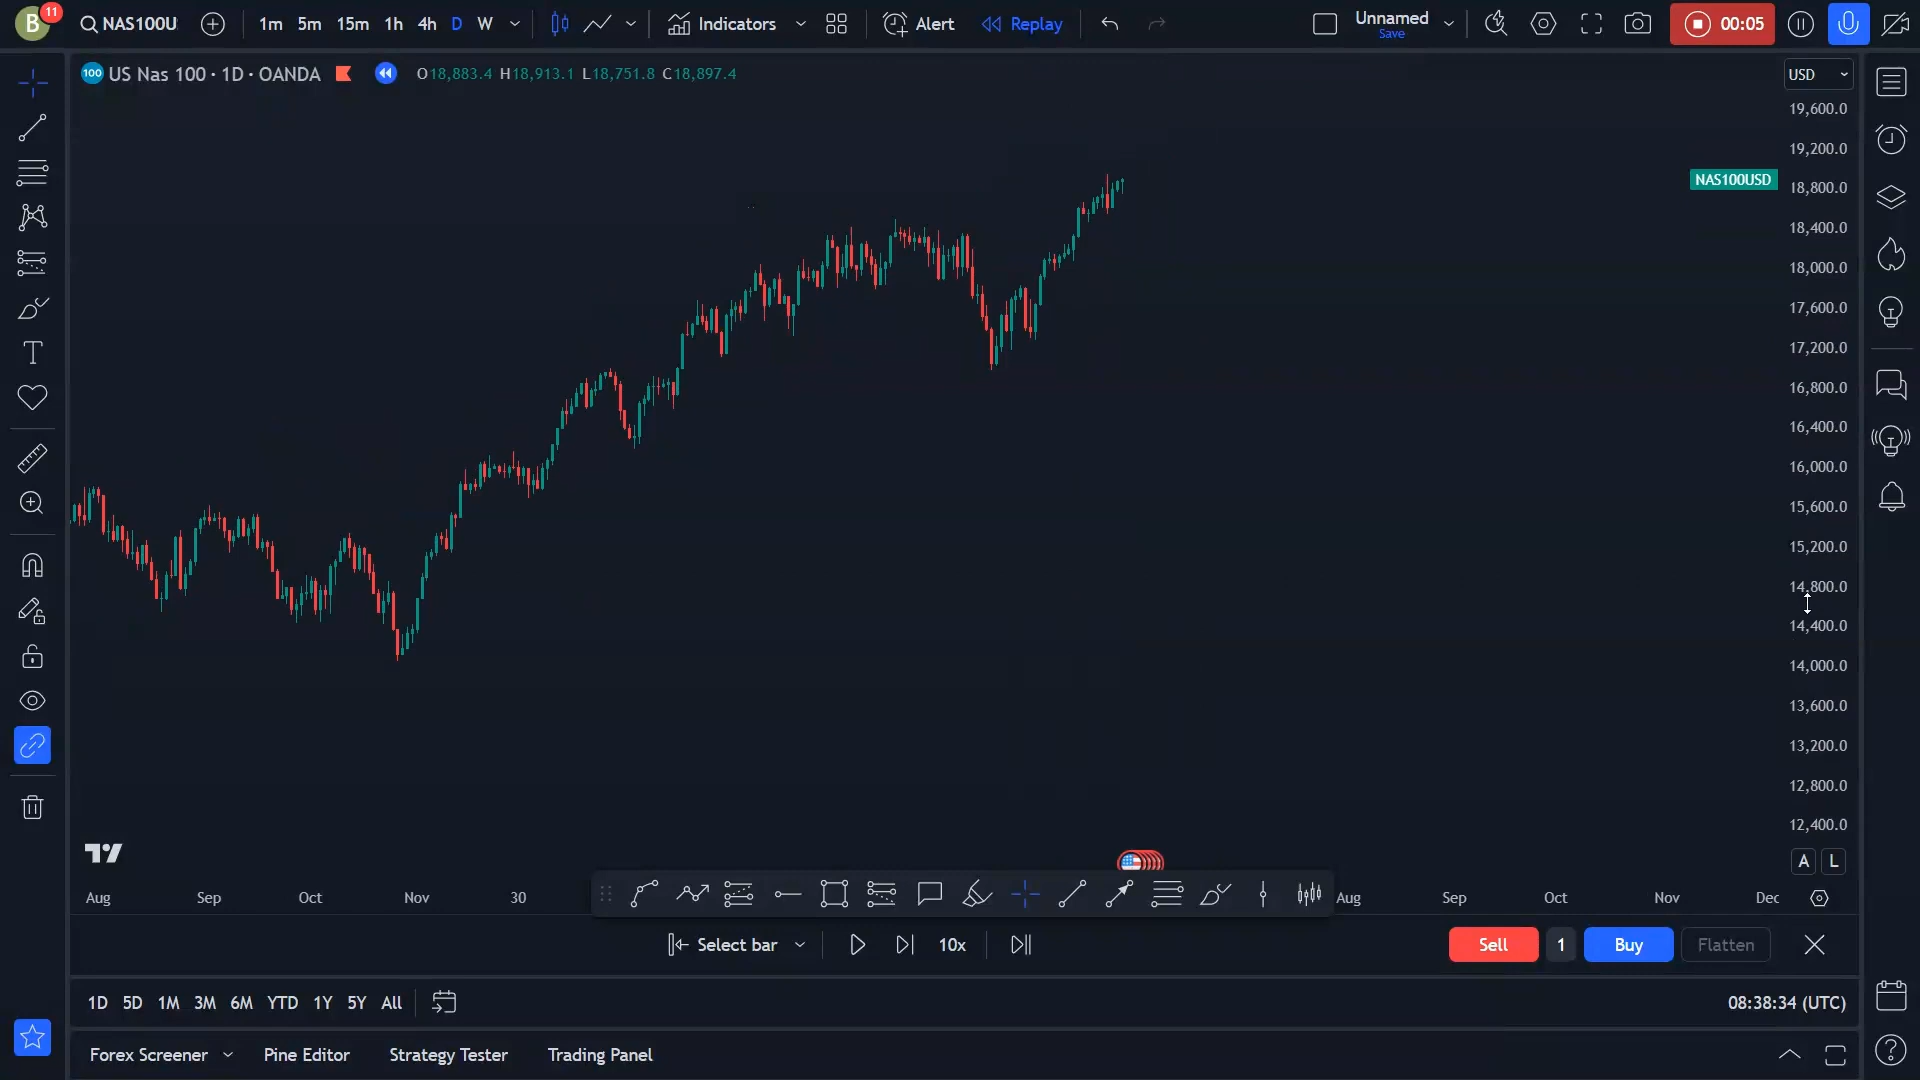 B 11 NAS100U 1m 5m 15m 1h 4h D W Indicators Alert Replay Unnamed Save 00:05
100 US Nas 100 · 1D · OANDA O18,883.4 H18,913.1 L18,751.8 C18,897.4 USD
19,600.0
19,200.0
NAS100USD 18,800.0
18,400.0
18,000.0
17,600.0
17,200.0
16,800.0
16,400.0
16,000.0
15,600.0
15,200.0
14,800.0
14,400.0
14,000.0
13,600.0
13,200.0
12,800.0
12,400.0
A L
Aug Sep Oct Nov 30 Aug Sep Oct Nov Dec
Select bar 10x Sell 1 Buy Flatten
1D 5D 1M 3M 6M YTD 1Y 5Y All 08:38:34 (UTC)
Forex Screener Pine Editor Strategy Tester Trading Panel